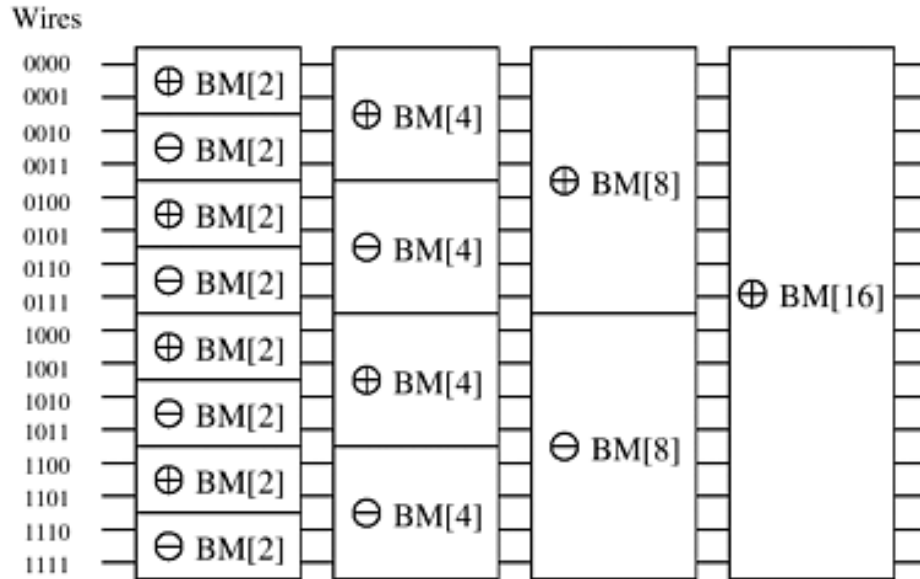 Wires
0000
0001
0010
0011
0100
0101
0110
0111
1000
1001
1010
1011
1100
1101
1110
1111
⊕ BM[2]
⊖ BM[2]
⊕ BM[2]
⊖ BM[2]
⊕ BM[2]
⊖ BM[2]
⊕ BM[2]
⊖ BM[2]
⊕ BM[4]
⊖ BM[4]
⊕ BM[4]
⊖ BM[4]
⊕ BM[8]
⊖ BM[8]
⊕ BM[16]